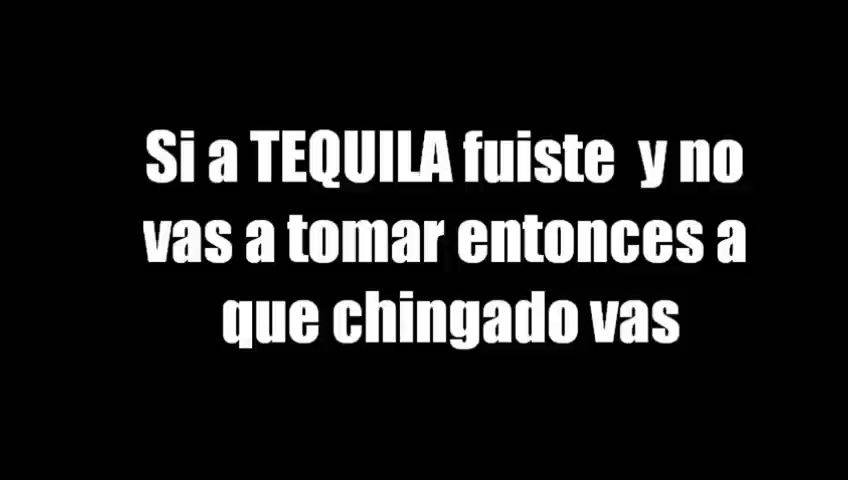 Si a TEQUILA fuiste y no
vas a tomar entonces a
que chingado vas